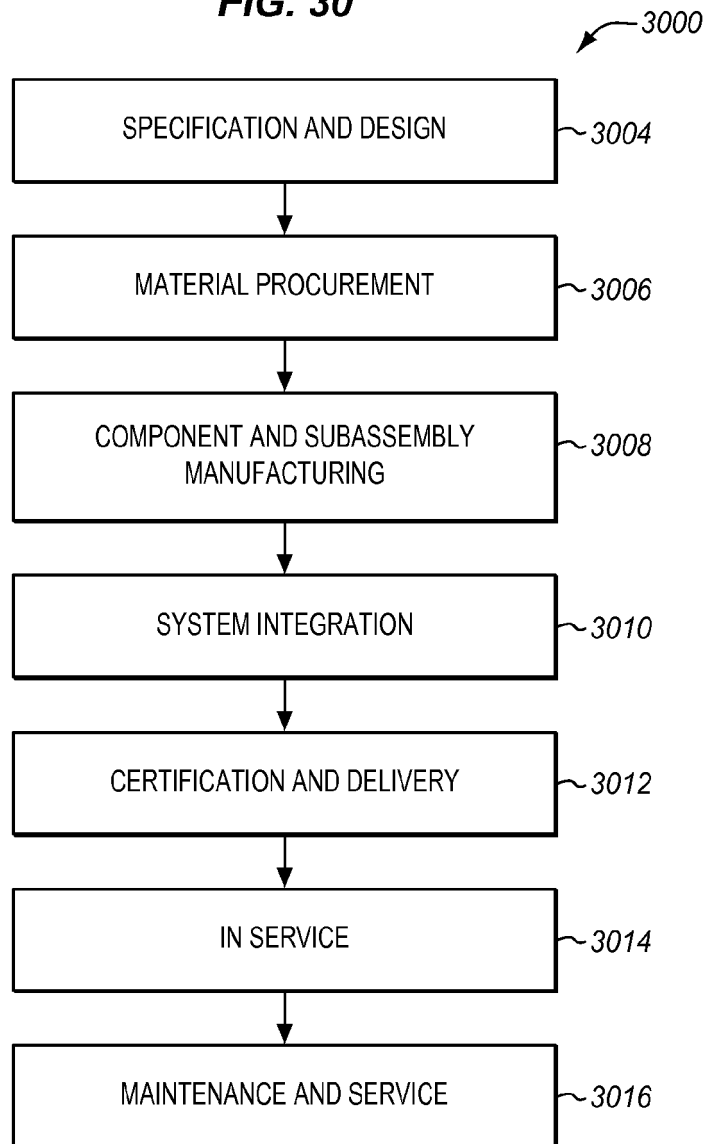 FIG. 30
3000
SPECIFICATION AND DESIGN
3004
MATERIAL PROCUREMENT
3006
COMPONENT AND SUBASSEMBLY
MANUFACTURING
3008
SYSTEM INTEGRATION
3010
CERTIFICATION AND DELIVERY
3012
IN SERVICE
3014
MAINTENANCE AND SERVICE
3016